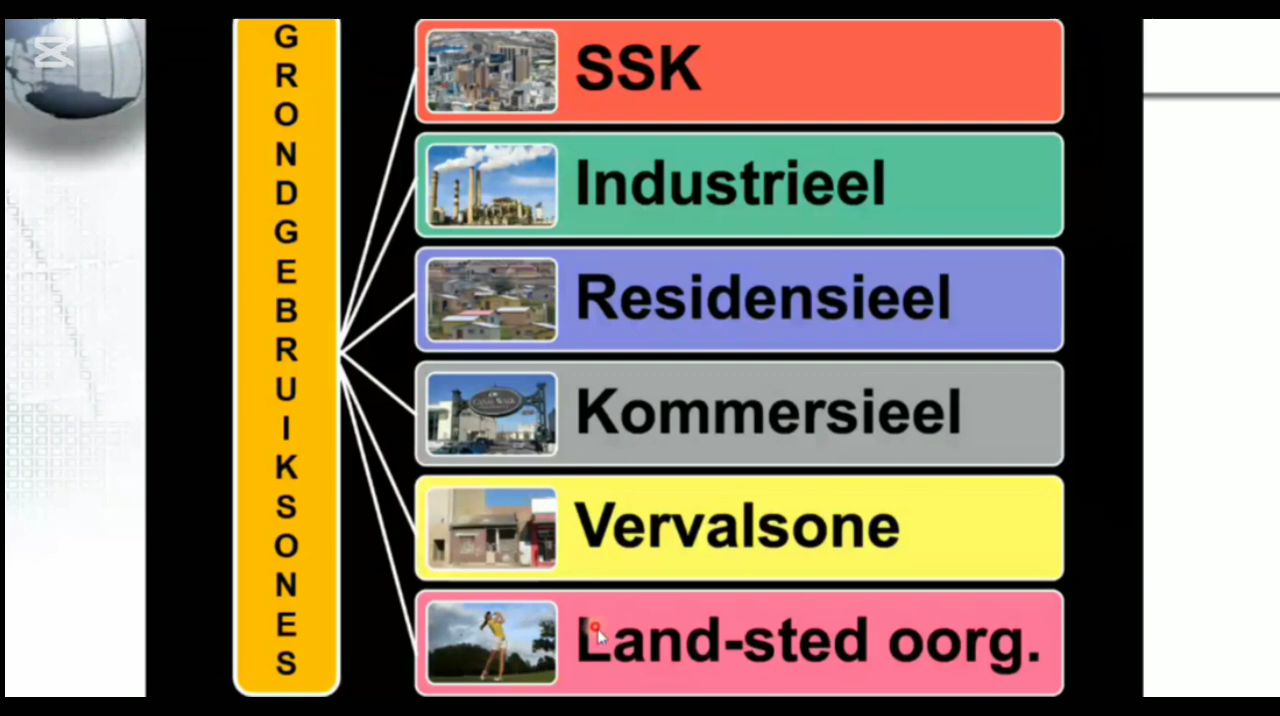 GRONDGEBRUIKSONES
SSK
Industrieel
Residensieel
Kommersieel
Vervalsone
Land-sted oorg.